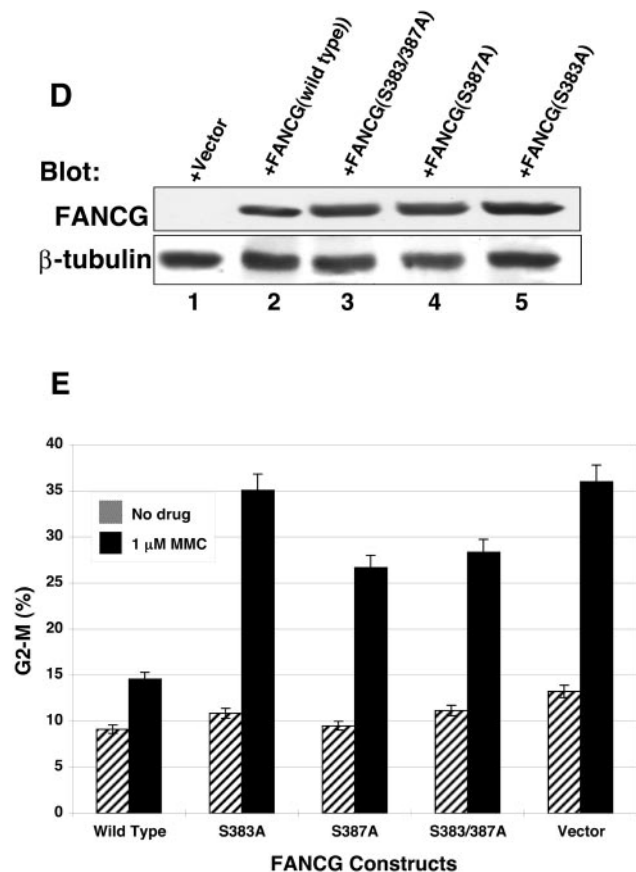 D
+Vector
+FANCG(wild type))
+FANCG(S383/387A)
+FANCG(S387A)
+FANCG(S383A)
Blot:
FANCG
β-tubulin
1 2 3 4 5
E
40
35
30
25
20
15
10
5
0
G2-M (%)
No drug
1 μM MMC
Wild Type S383A S387A S383/387A Vector
FANCG Constructs